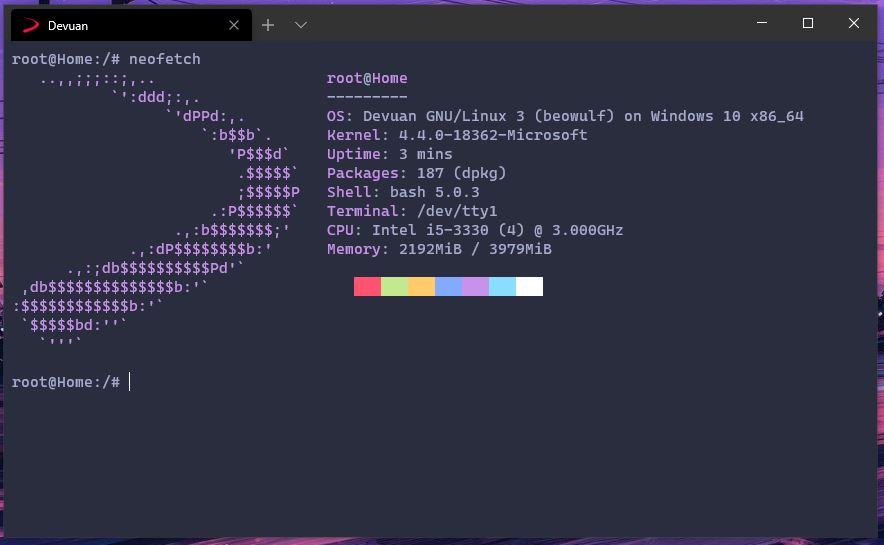 Devuan
root@Home:/# neofetch
   ..,,;;;::;,..                   root@Home
           `':ddd;:,.              ---------
                 `'dPPd:,.         OS: Devuan GNU/Linux 3 (beowulf) on Windows 10 x86_64
                     `:b$$b`.      Kernel: 4.4.0-18362-Microsoft
                        'P$$$d`    Uptime: 3 mins
                         .$$$$$`   Packages: 187 (dpkg)
                         ;$$$$$P   Shell: bash 5.0.3
                      .:P$$$$$$`   Terminal: /dev/tty1
                  .,:b$$$$$$$;'    CPU: Intel i5-3330 (4) @ 3.000GHz
             .,:dP$$$$$$$$b:'      Memory: 2192MiB / 3979MiB
      .,:;db$$$$$$$$$$Pd'`
 ,db$$$$$$$$$$$$$$b:'`
:$$$$$$$$$$$$b:'`
 `$$$$$bd:''`
   `'''`
root@Home:/#